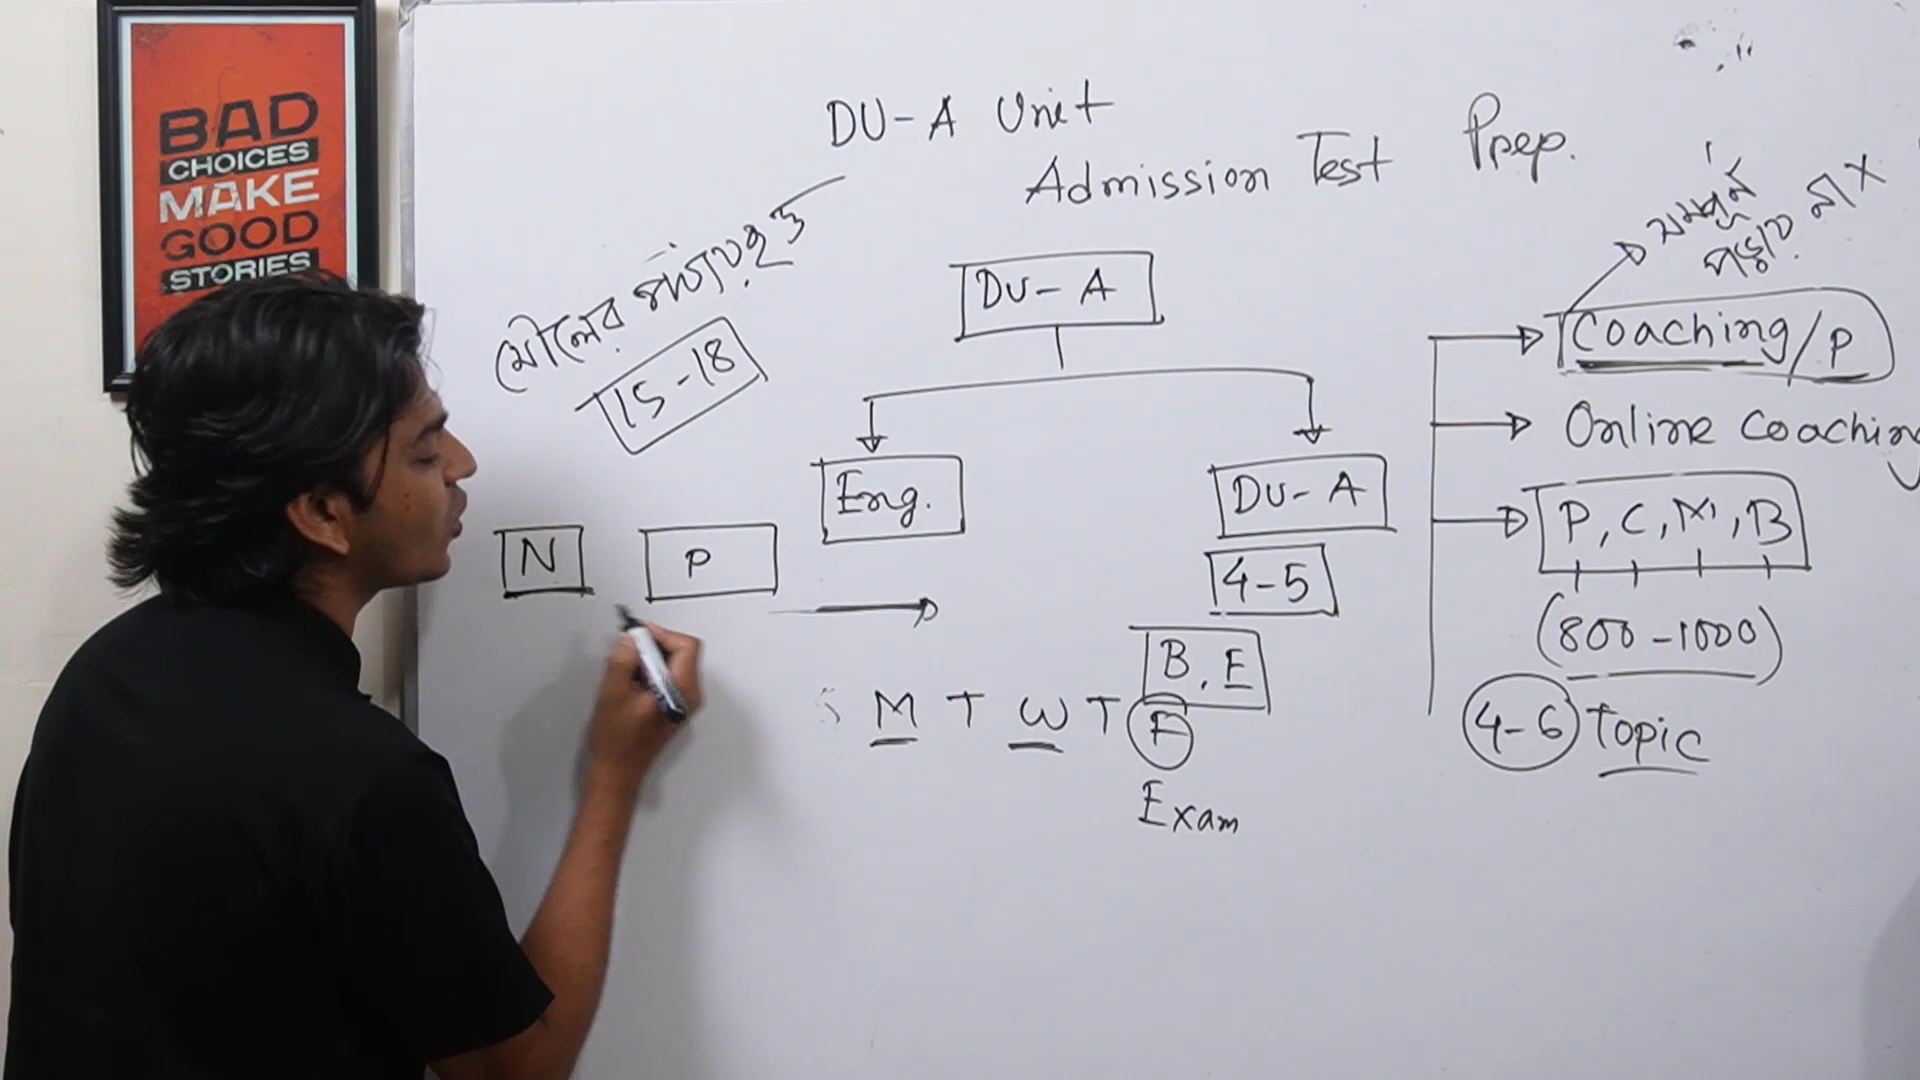 BAD
CHOICES
MAKE
GOOD
STORIES
DU-A Unit
Admission Test Prep.
15-18
DU-A
Eng.
DU-A
4-5
B, E
N
P
M T W T F
Exam
সম্পূর্ণ
না X
Coaching/P
Online Coaching
P, C, M, B
(800-1000)
4-6 Topic